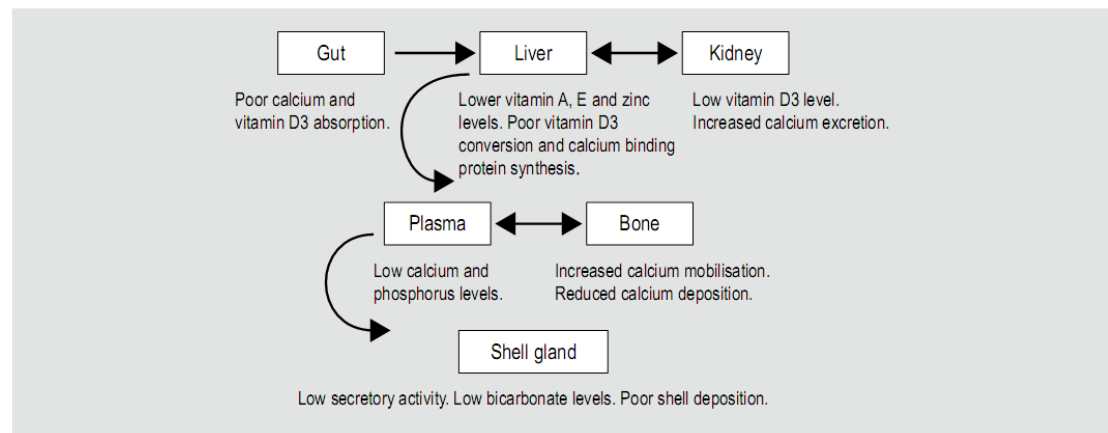 Gut
Liver
Kidney
Poor calcium and
vitamin D3 absorption.
Lower vitamin A, E and zinc
levels. Poor vitamin D3
conversion and calcium binding
protein synthesis.
Low vitamin D3 level.
Increased calcium excretion.
Plasma
Bone
Low calcium and
phosphorus levels.
Increased calcium mobilisation.
Reduced calcium deposition.
Shell gland
Low secretory activity. Low bicarbonate levels. Poor shell deposition.